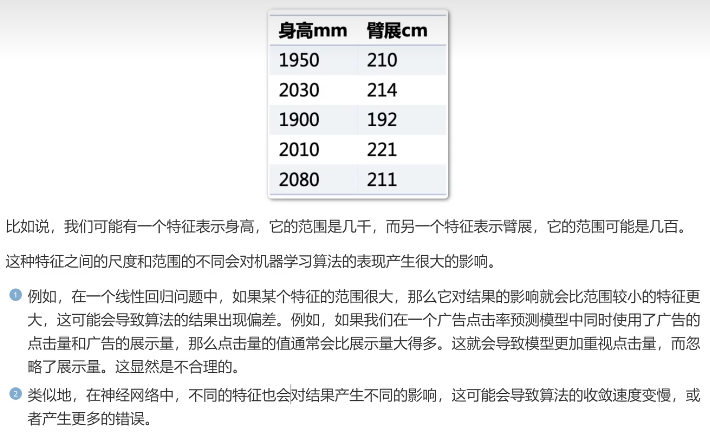 身高mm 臂展cm
1950 210
2030 214
1900 192
2010 221
2080 211
比如说，我们可能有一个特征表示身高，它的范围是几千，而另一个特征表示臂展，它的范围可能是几百。
这种特征之间的尺度和范围的不同会对机器学习算法的表现产生很大的影响。
1 例如，在一个线性回归问题中，如果某个特征的范围很大，那么它对结果的影响就会比范围较小的特征更
大，这可能会导致算法的结果出现偏差。例如，如果我们在一个广告点击率预测模型中同时使用了广告的
点击量和广告的展示量，那么点击量的值通常会比展示量大得多。这就会导致模型更加重视点击量，而忽
略了展示量。这显然是不合理的。
2 类似地，在神经网络中，不同的特征也会对结果产生不同的影响，这可能会导致算法的收敛速度变慢，或
者产生更多的错误。